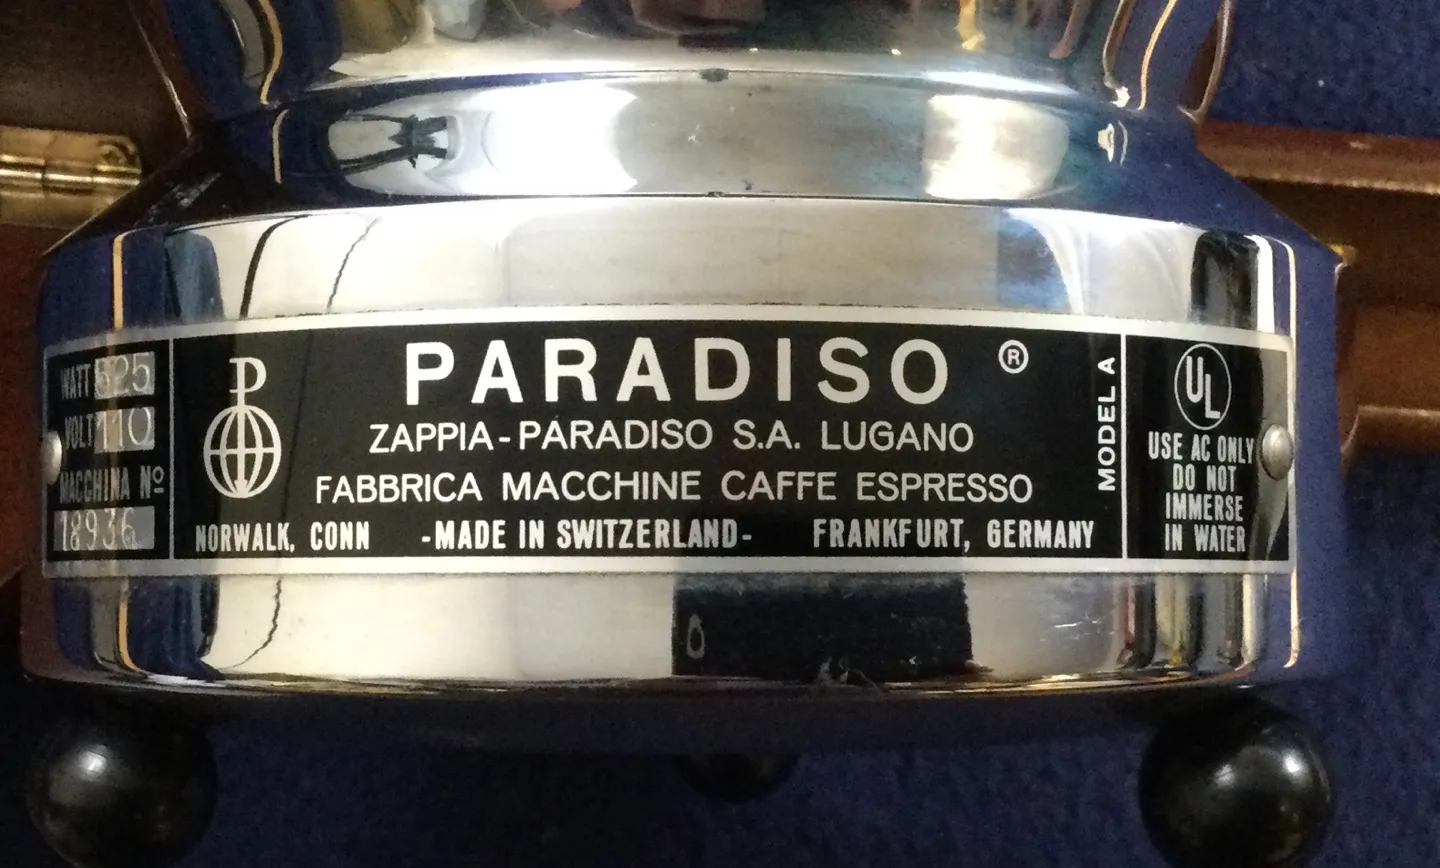 WATT 525
VOLT 110
MACCHINA Nº
18936
P
PARADISO ®
ZAPPIA-PARADISO S.A. LUGANO
FABBRICA MACCHINE CAFFE ESPRESSO
NORWALK, CONN -MADE IN SWITZERLAND- FRANKFURT, GERMANY
MODEL A
UL
USE AC ONLY
DO NOT
IMMERSE
IN WATER